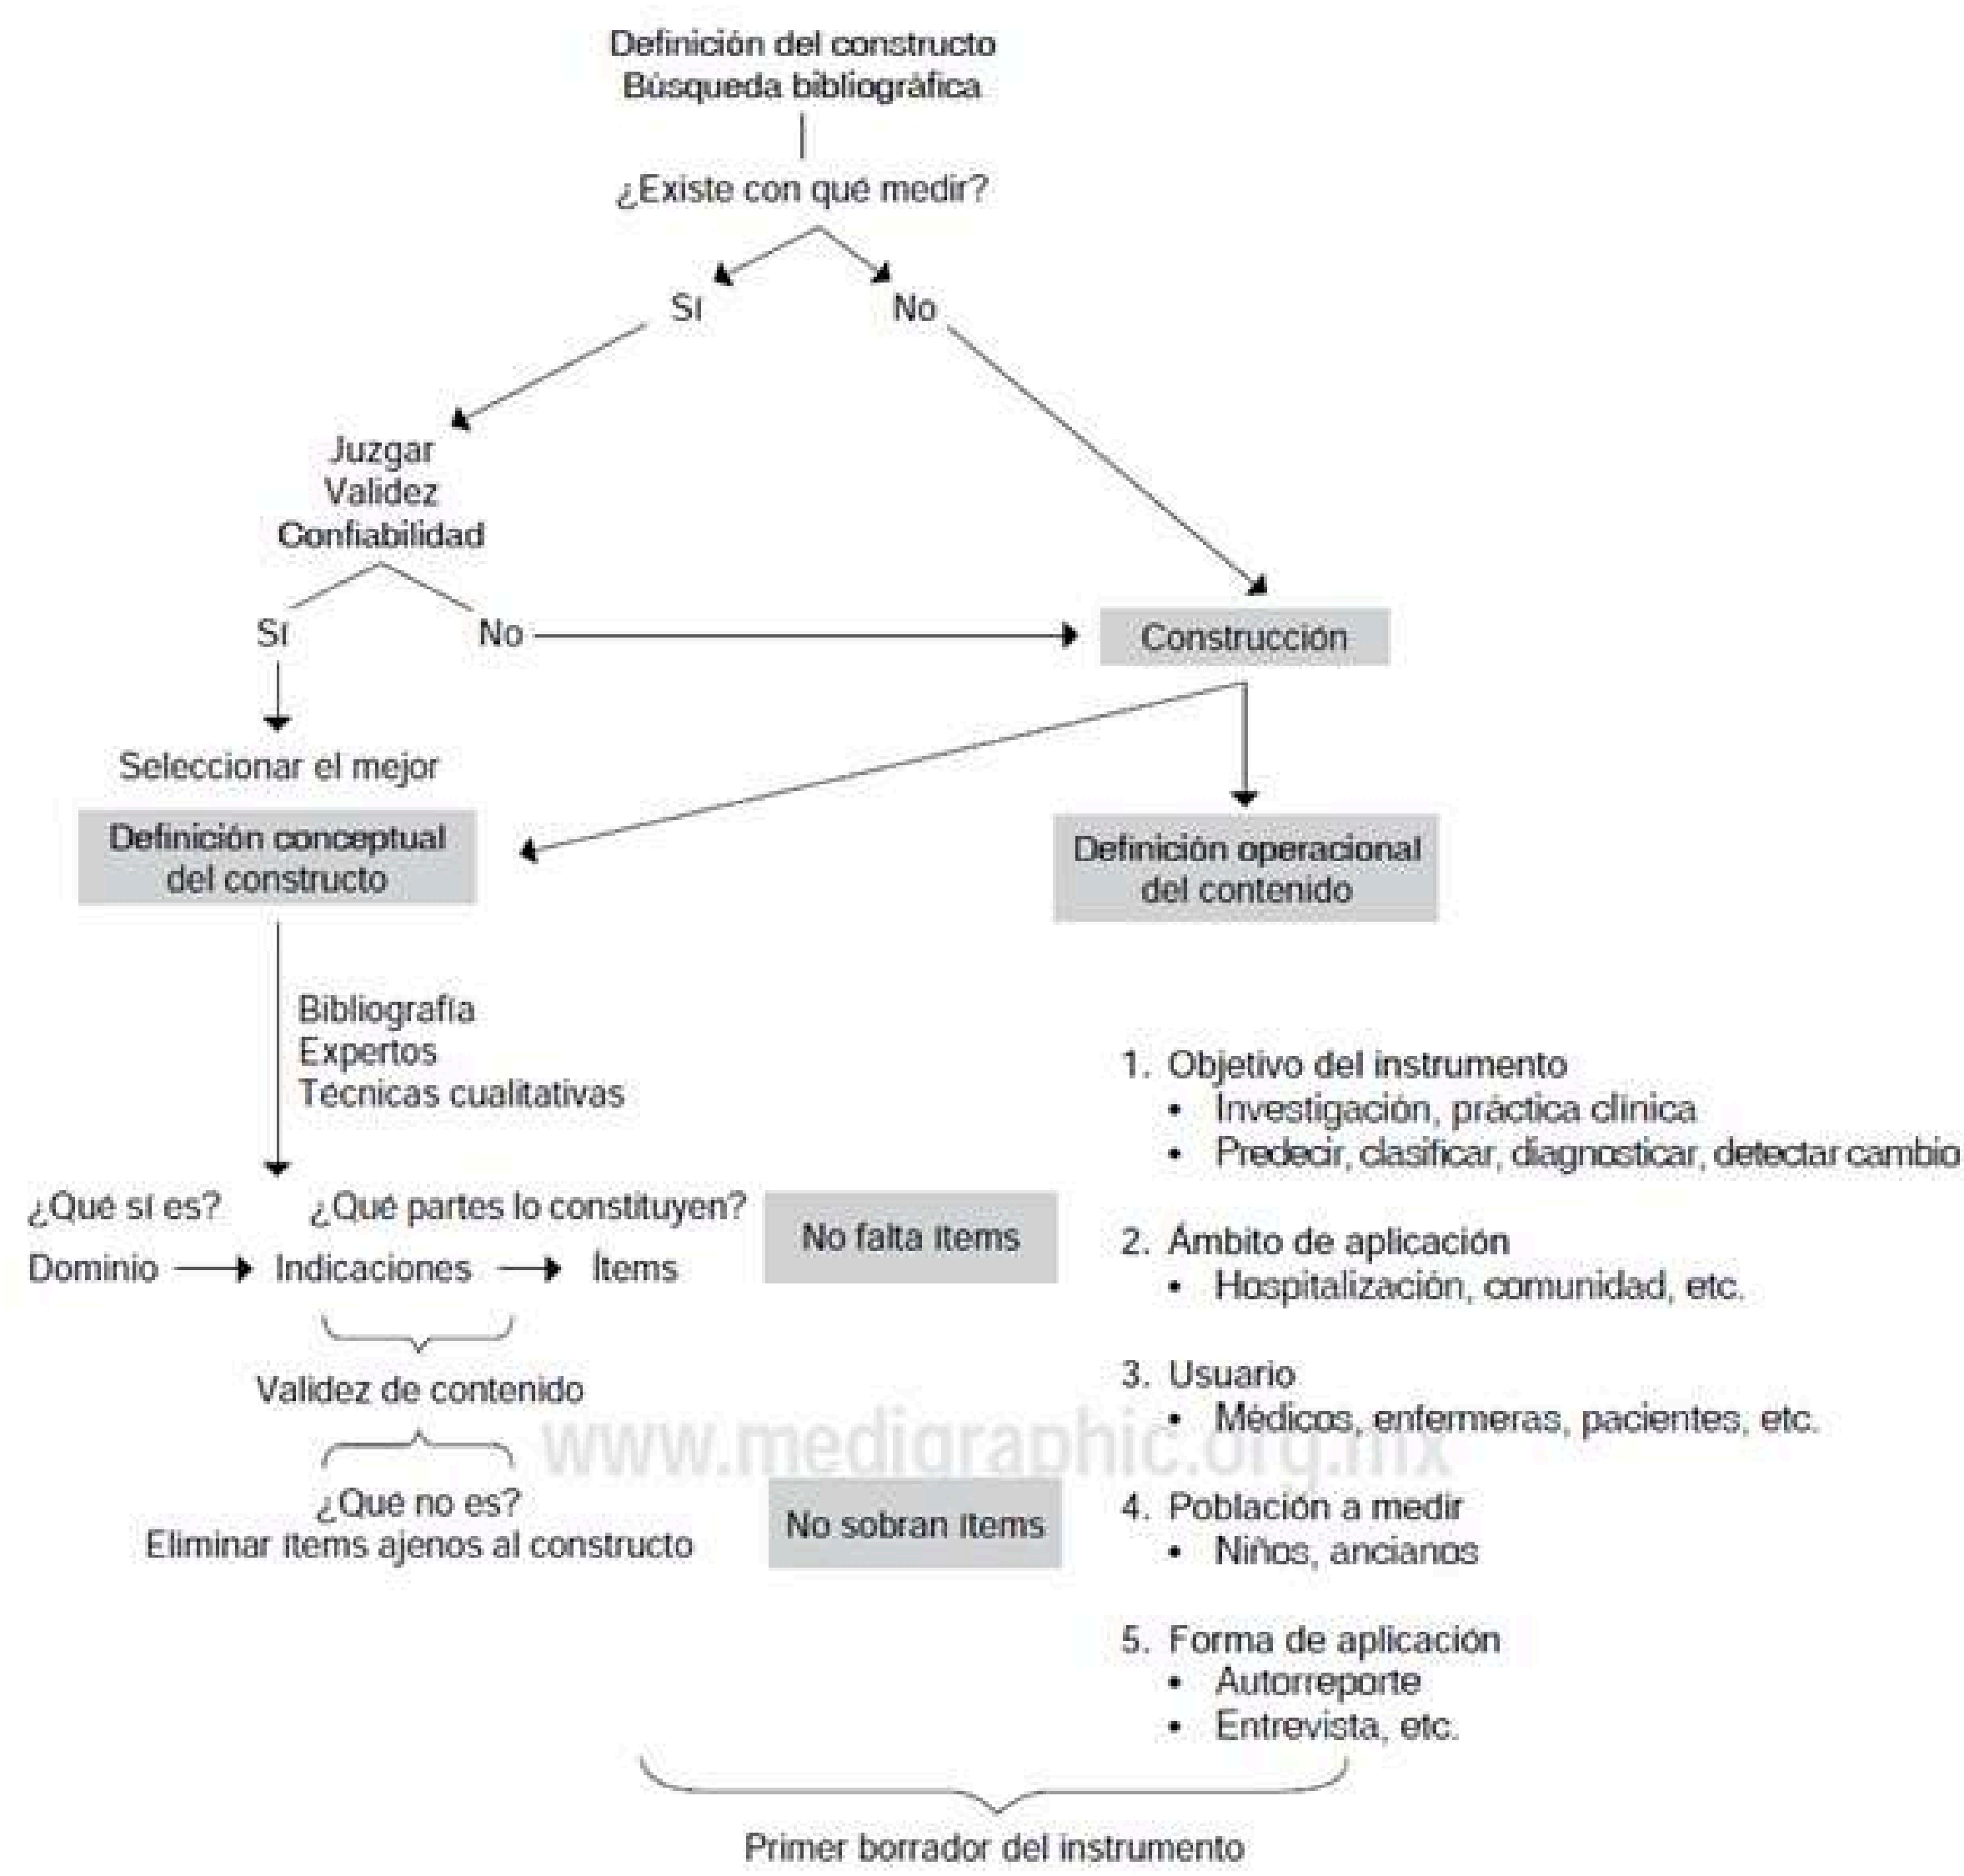 Definición del constructo
Búsqueda bibliográfica
¿Existe con qué medir?
Sí
No
Juzgar
Validez
Confiabilidad
Sí
No
Construcción
Seleccionar el mejor
Definición conceptual
del constructo
Definición operacional
del contenido
Bibliografía
Expertos
Técnicas cualitativas
¿Qué sí es?
¿Qué partes lo constituyen?
Dominio
Indicaciones
Ítems
No falta ítems
Validez de contenido
¿Qué no es?
Eliminar ítems ajenos al constructo
No sobran ítems
1. Objetivo del instrumento
• Investigación, práctica clínica
• Predecir, clasificar, diagnosticar, detectar cambio
2. Ámbito de aplicación
• Hospitalización, comunidad, etc.
3. Usuario
• Médicos, enfermeras, pacientes, etc.
www.medigraphic.org.mx
4. Población a medir
• Niños, ancianos
5. Forma de aplicación
• Autorreporte
• Entrevista, etc.
Primer borrador del instrumento